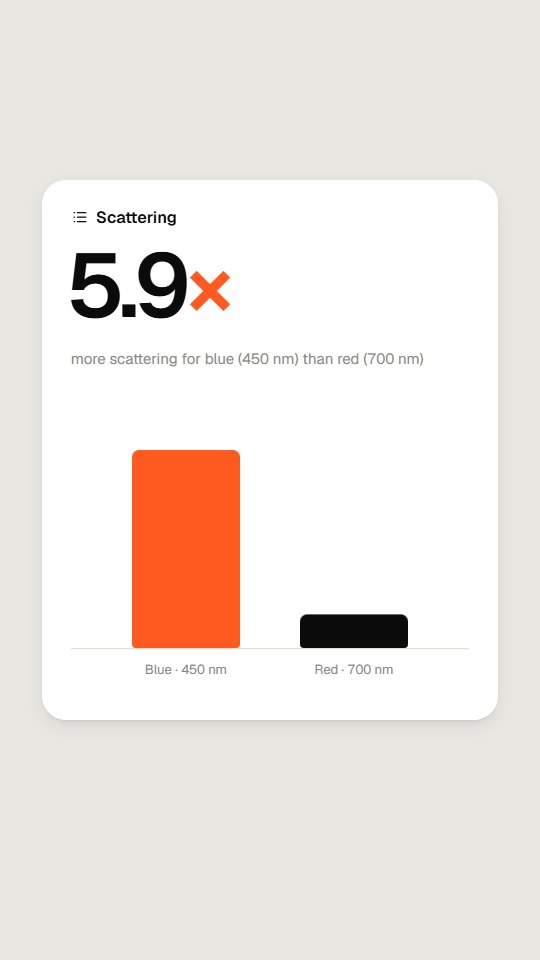 Scattering
5.9×
more scattering for blue (450 nm) than red (700 nm)
Blue · 450 nm
Red · 700 nm